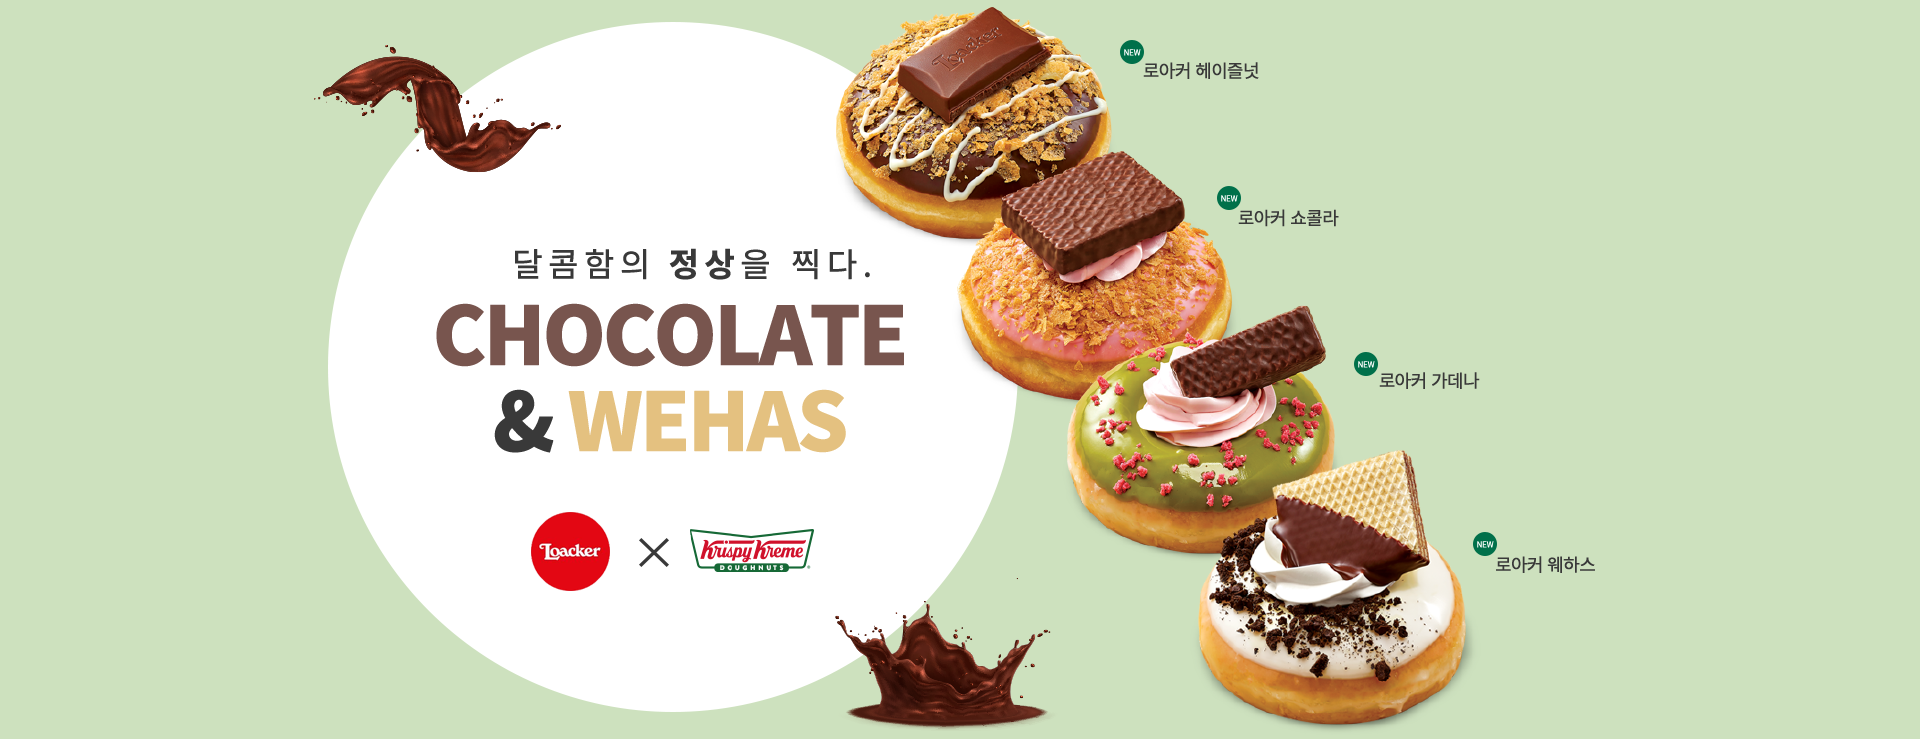 달콤함의 정상을 찍다.
CHOCOLATE
& WEHAS
Loacker
Krispy Kreme
DOUGHNUTS
Loacker
NEW
로아커 헤이즐넛
NEW
로아커 쇼콜라
NEW
로아커 가데나
NEW
로아커 웨하스